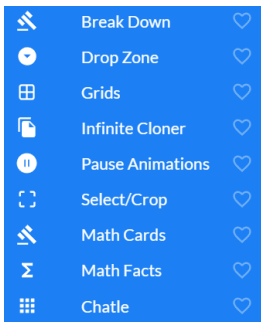 Break Down
Drop Zone
Grids
Infinite Cloner
Pause Animations
Select/Crop
Math Cards
Math Facts
Chatle